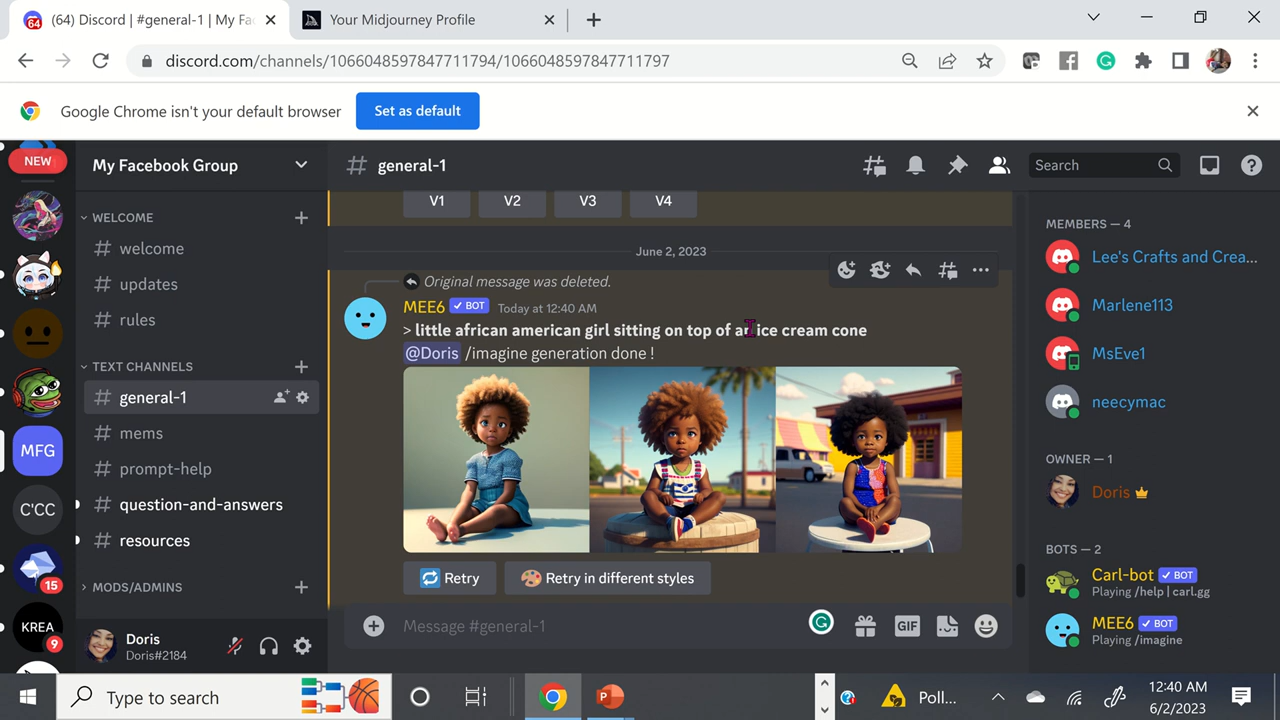 (64) Discord | #general-1 | My Fa
Your Midjourney Profile
discord.com/channels/1066048597847711794/1066048597847711797
Google Chrome isn't your default browser
Set as default
NEW
My Facebook Group
general-1
Search
WELCOME
welcome
updates
rules
TEXT CHANNELS
general-1
mems
prompt-help
question-and-answers
resources
MODS/ADMINS
MFG
C'CC
15
KREA
9
Doris
Doris#2184
V1
V2
V3
V4
June 2, 2023
Original message was deleted.
MEE6 BOT Today at 12:40 AM
> little african american girl sitting on top of an ice cream cone
@Doris /imagine generation done !
Retry
Retry in different styles
Message #general-1
GIF
MEMBERS — 4
Lee's Crafts and Crea...
Marlene113
MsEve1
neecymac
OWNER — 1
Doris
BOTS — 2
Carl-bot BOT
Playing /help | carl.gg
MEE6 BOT
Playing /imagine
Type to search
Poll...
12:40 AM
6/2/2023